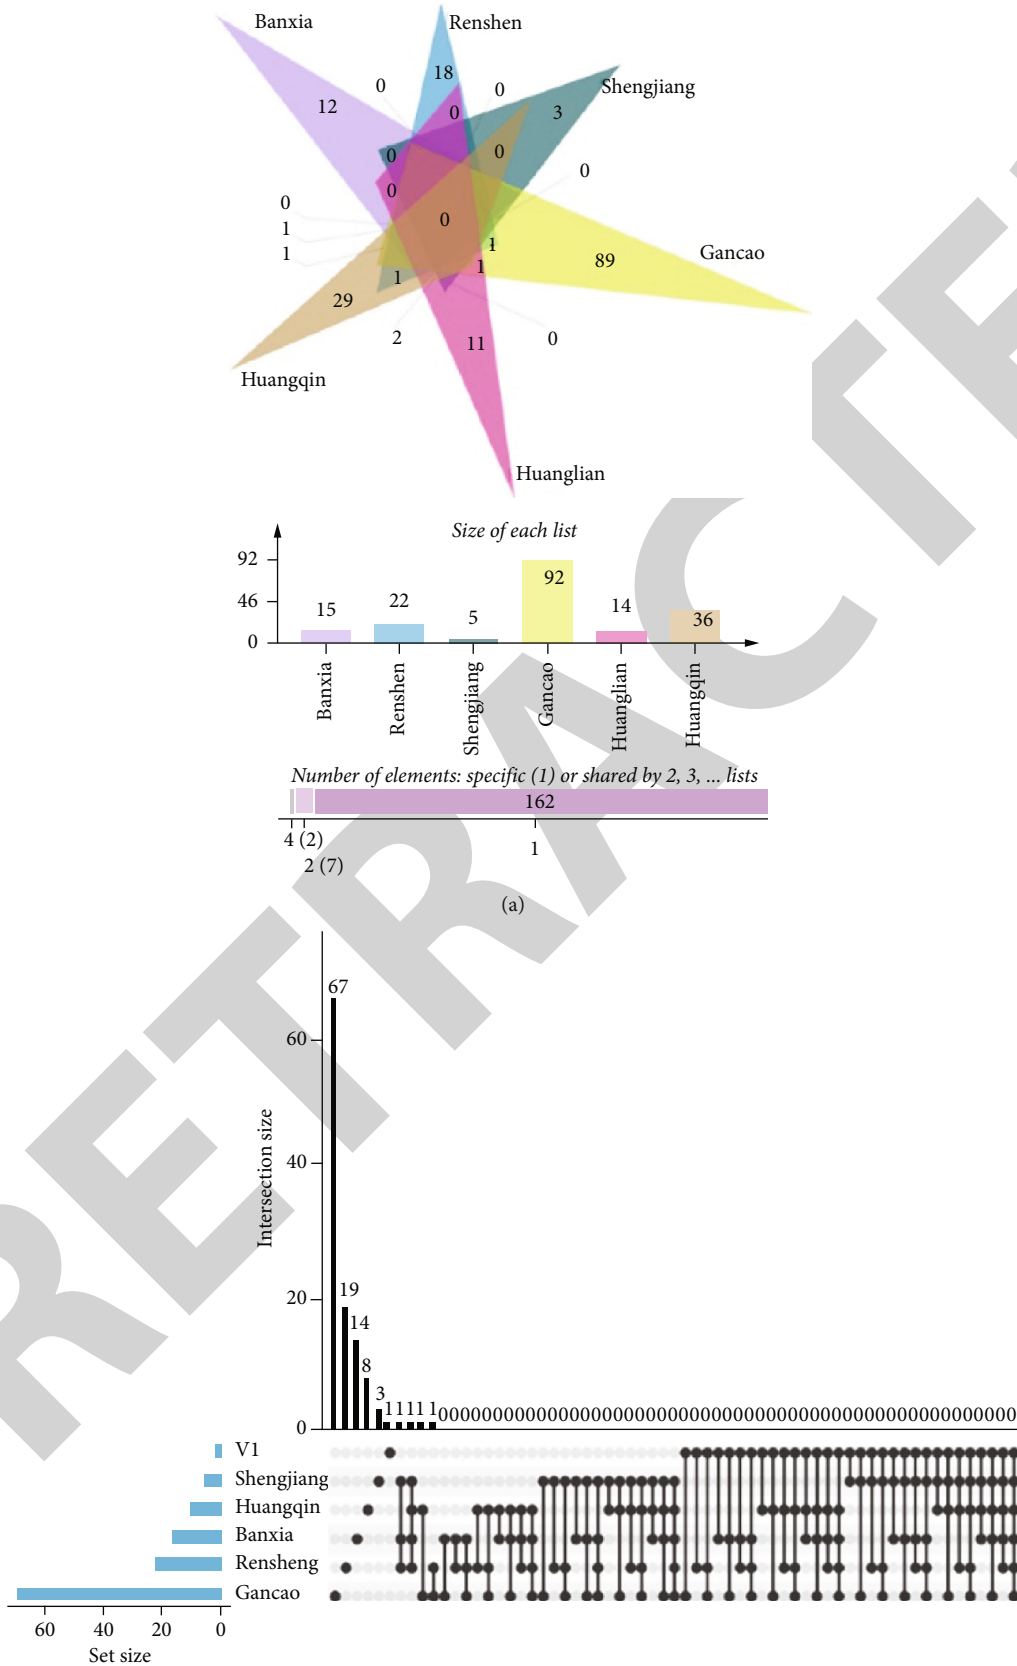 Banxia
Renshen
Shengjiang
Gancao
Huanglian
Huangqin
12
0
18
0
0
3
0
0
0
0
0
0
1
1
1
1
1
89
29
2
11
0
Size of each list
92
46
0
15
22
5
92
14
36
Banxia
Renshen
Shengjiang
Gancao
Huanglian
Huangqin
Number of elements: specific (1) or shared by 2, 3, ... lists
162
4 (2)
2 (7)
1
(a)
Intersection size
60
40
20
0
67
19
14
8
3
1 1 1 1 1
00000000000000000000000000000000000000000000000000000
V1
Shengjiang
Huangqin
Banxia
Rensheng
Gancao
60 40 20 0
Set size
RETRACTE